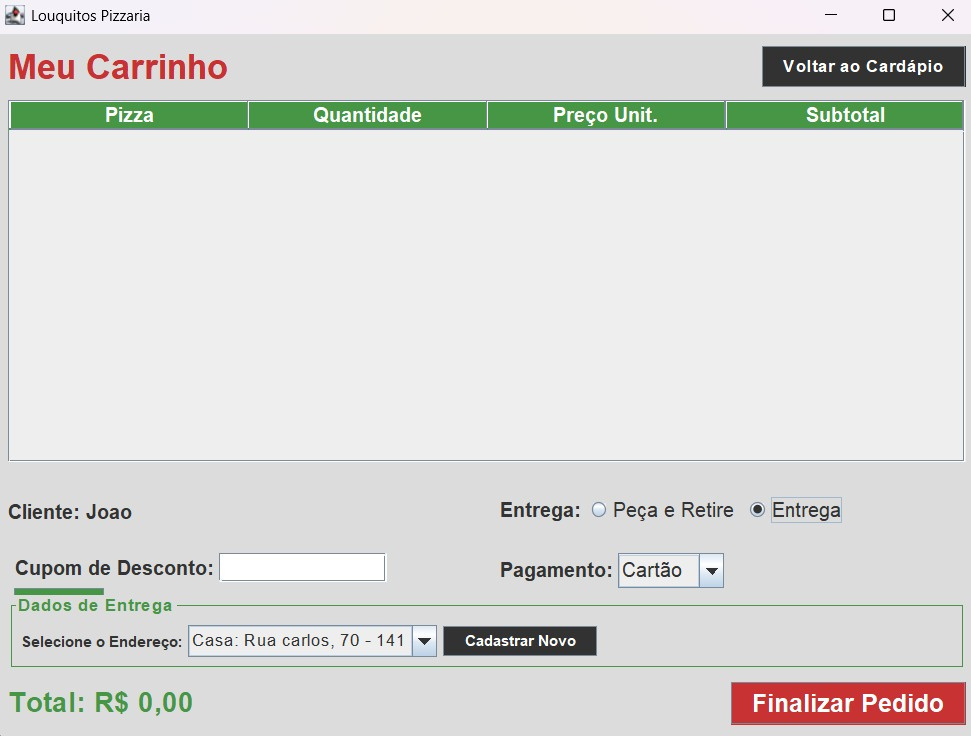 Louquitos Pizzaria
Meu Carrinho
Voltar ao Cardápio
Pizza Quantidade Preço Unit. Subtotal
Cliente: Joao
Entrega: Peça e Retire Entrega
Cupom de Desconto:
Pagamento: Cartão
Dados de Entrega
Selecione o Endereço: Casa: Rua carlos, 70 - 141 Cadastrar Novo
Total: R$ 0,00
Finalizar Pedido